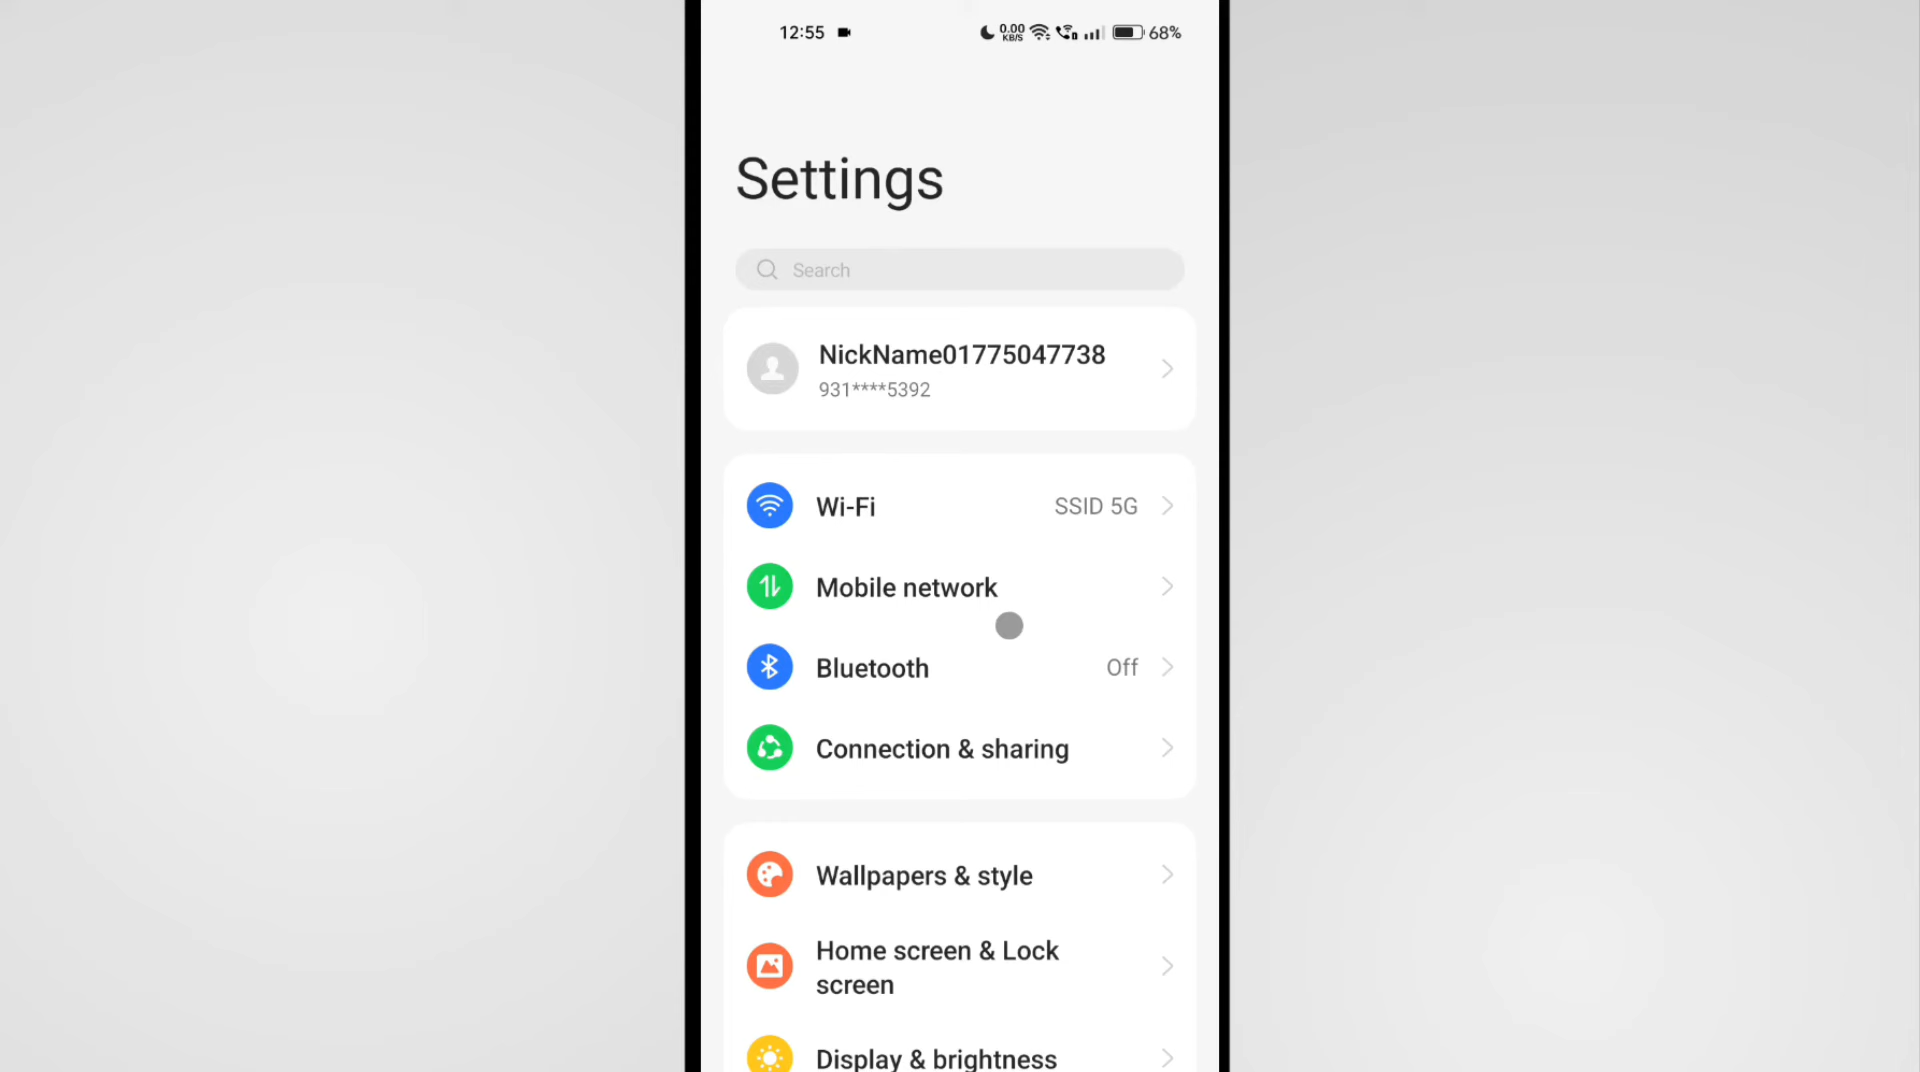 12:55 0.00 KB/S 68%
Settings
Search
NickName01775047738
931****5392
Wi-Fi SSID 5G
Mobile network
Bluetooth Off
Connection & sharing
Wallpapers & style
Home screen & Lock
screen
Display & brightness